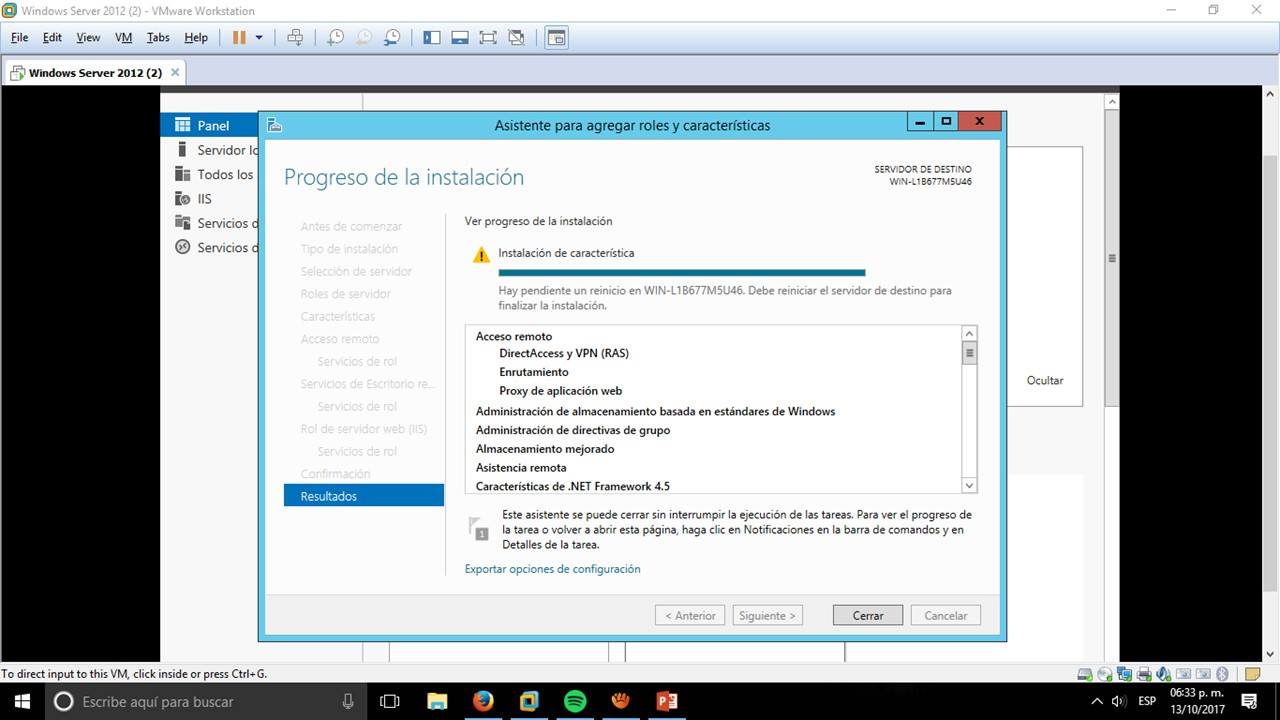 Windows Server 2012 (2) - VMware Workstation
File Edit View VM Tabs Help
Windows Server 2012 (2)
Panel
Servidor lo
Todos los
IIS
Servicios d
Servicios d
Asistente para agregar roles y características
Progreso de la instalación
SERVIDOR DE DESTINO
WIN-L1B677M5U46
Antes de comenzar
Tipo de instalación
Selección de servidor
Roles de servidor
Características
Acceso remoto
Servicios de rol
Servicios de Escritorio re...
Servicios de rol
Rol de servidor web (IIS)
Servicios de rol
Confirmación
Resultados
Ver progreso de la instalación
Instalación de característica
Hay pendiente un reinicio en WIN-L1B677M5U46. Debe reiniciar el servidor de destino para
finalizar la instalación.
Acceso remoto
DirectAccess y VPN (RAS)
Enrutamiento
Proxy de aplicación web
Administración de almacenamiento basada en estándares de Windows
Administración de directivas de grupo
Almacenamiento mejorado
Asistencia remota
Características de .NET Framework 4.5
1
Este asistente se puede cerrar sin interrumpir la ejecución de las tareas. Para ver el progreso de
la tarea o volver a abrir esta página, haga clic en Notificaciones en la barra de comandos y en
Detalles de la tarea.
Exportar opciones de configuración
< Anterior
Siguiente >
Cerrar
Cancelar
Ocultar
To direct input to this VM, click inside or press Ctrl+G.
Escribe aquí para buscar
ESP
06:33 p. m.
13/10/2017